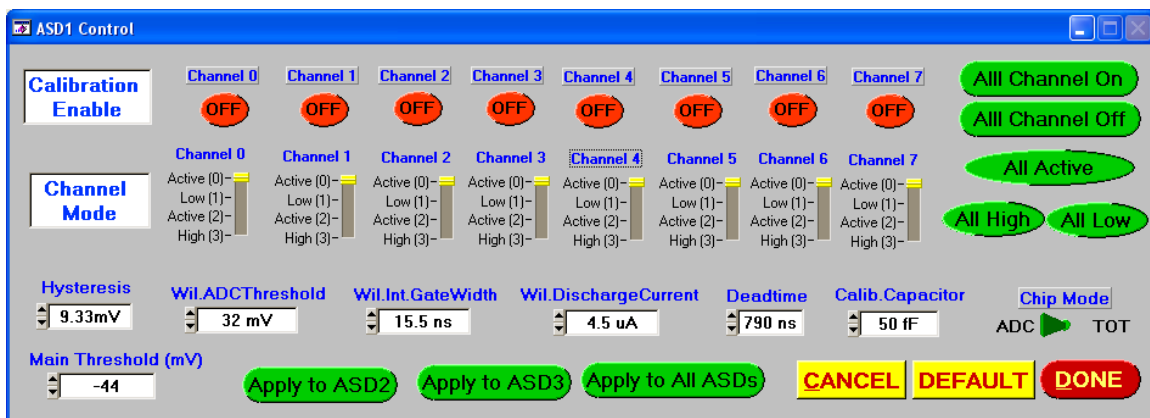 ASD1 Control
Calibration Enable
Channel 0 Channel 1 Channel 2 Channel 3 Channel 4 Channel 5 Channel 6 Channel 7
OFF OFF OFF OFF OFF OFF OFF OFF
Alll Channel On
Alll Channel Off
Channel Mode
Channel 0 Channel 1 Channel 2 Channel 3 Channel 4 Channel 5 Channel 6 Channel 7
Active (0) Active (0) Active (0) Active (0) Active (0) Active (0) Active (0) Active (0)
Low (1) Low (1) Low (1) Low (1) Low (1) Low (1) Low (1) Low (1)
Active (2) Active (2) Active (2) Active (2) Active (2) Active (2) Active (2) Active (2)
High (3) High (3) High (3) High (3) High (3) High (3) High (3) High (3)
All Active
All High All Low
Hysteresis Wil.ADCThreshold Wil.Int.GateWidth Wil.DischargeCurrent Deadtime Calib.Capacitor Chip Mode
9.33mV 32 mV 15.5 ns 4.5 uA 790 ns 50 fF ADC TOT
Main Threshold (mV)
-44
Apply to ASD2 Apply to ASD3 Apply to All ASDs CANCEL DEFAULT DONE